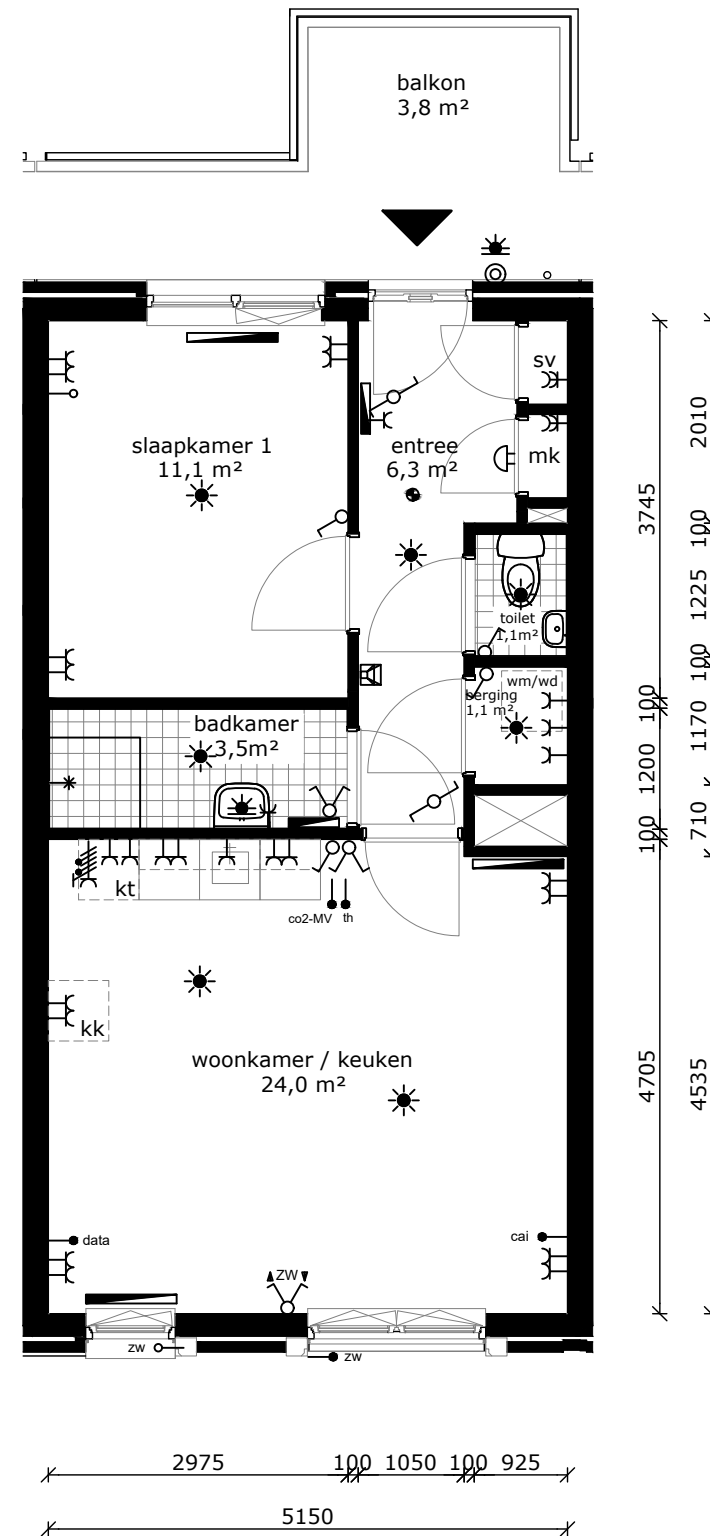 balkon
3,8 m²
sv
slaapkamer 1
11,1 m²
entree
6,3 m²
mk
toilet
1,1m²
wm/wd
berging
1,1 m²
badkamer
3,5m²
kt
co2-MV th
kk
woonkamer / keuken
24,0 m²
data
cai
ZW
zw
zw
3745
100
1200
100
4705
2010
100
1225
100
1170
710
4535
2975 100 1050 100 925
5150